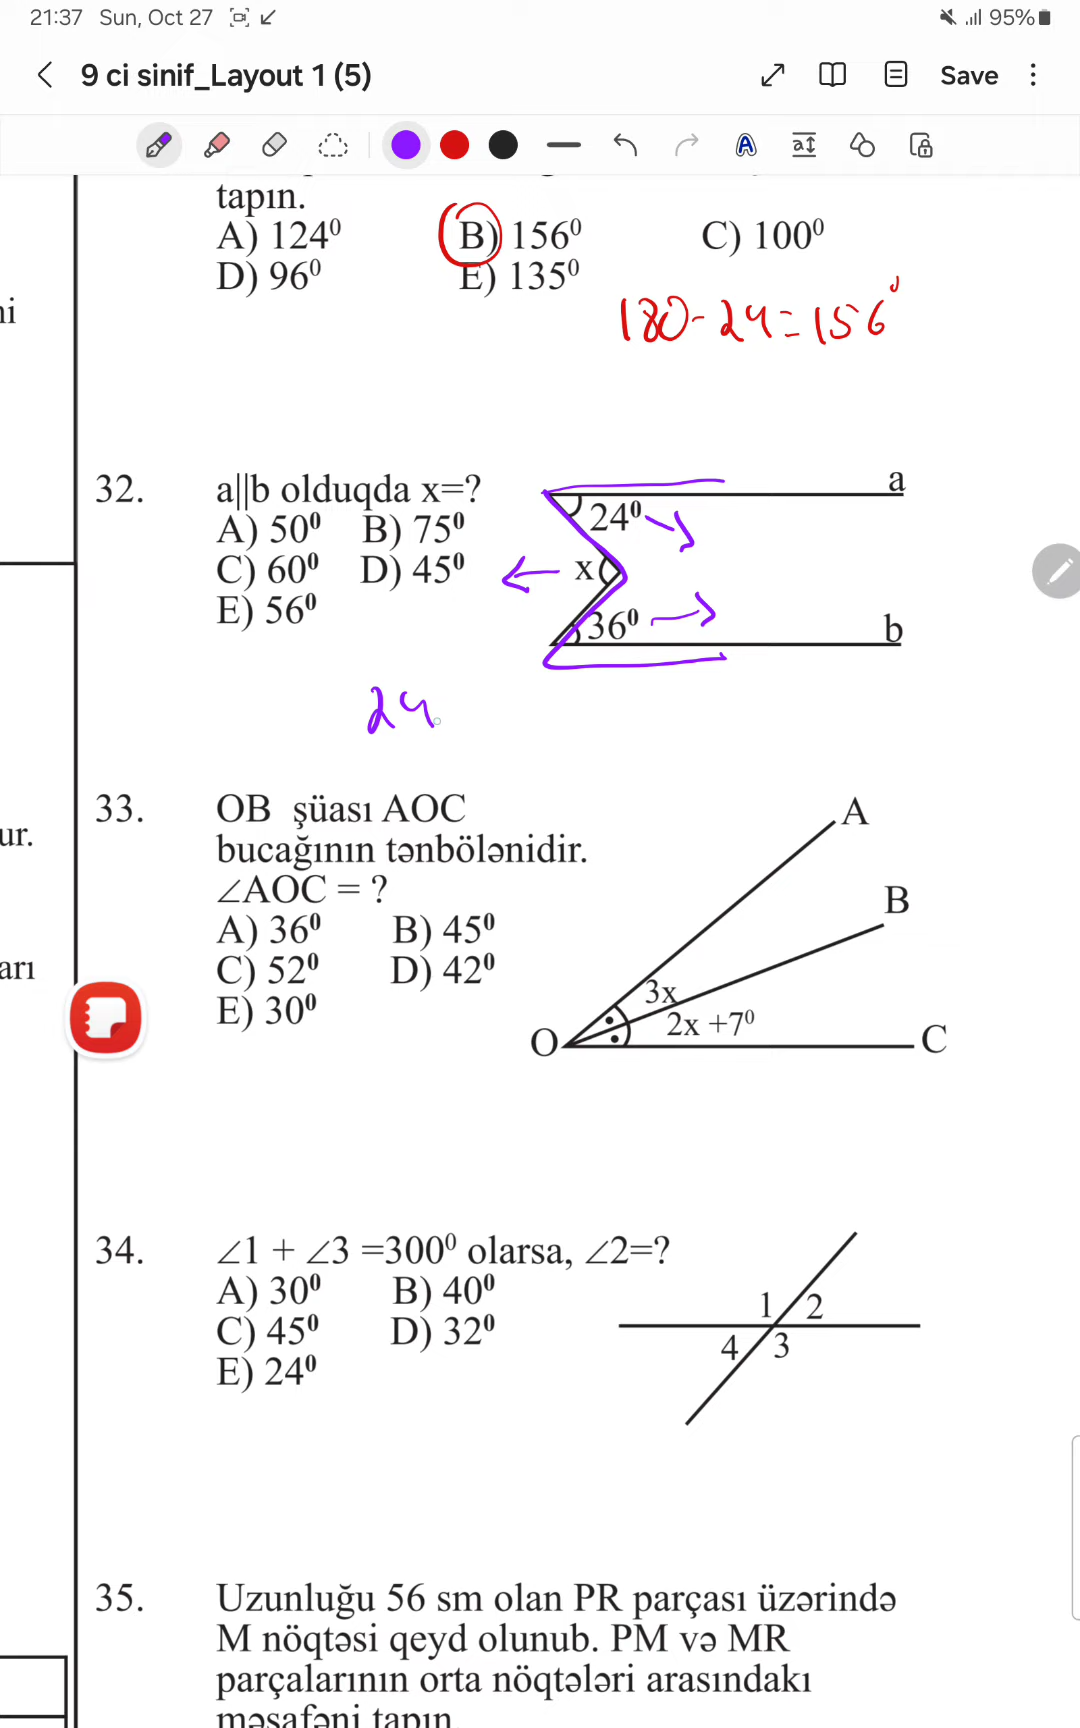 21:37 Sun, Oct 27
95%
9 ci sinif_Layout 1 (5)
Save
tapın.
A) 124⁰ B) 156⁰ C) 100⁰
D) 96⁰ E) 135⁰
180-24=156⁰
ur.
arı
32. a||b olduqda x=?
A) 50⁰ B) 75⁰
C) 60⁰ D) 45⁰
E) 56⁰
a
24⁰
x
36⁰
b
24
33. OB şüası AOC
bucağının tənbölənidir.
∠AOC = ?
A) 36⁰ B) 45⁰
C) 52⁰ D) 42⁰
E) 30⁰
A
B
3x
2x +7⁰
O
C
34. ∠1 + ∠3 =300⁰ olarsa, ∠2=?
A) 30⁰ B) 40⁰
C) 45⁰ D) 32⁰
E) 24⁰
1 2
4 3
35. Uzunluğu 56 sm olan PR parçası üzərində
M nöqtəsi qeyd olunub. PM və MR
parçalarının orta nöqtələri arasındakı
məsafəni tapın.